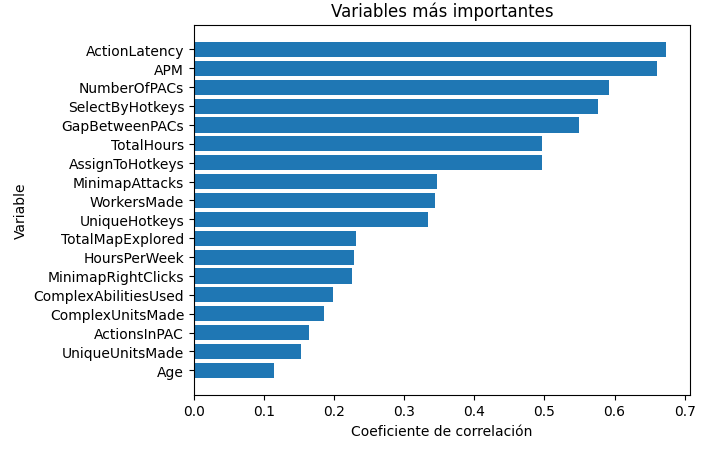 Variables más importantes
ActionLatency
APM
NumberOfPACs
SelectByHotkeys
GapBetweenPACs
TotalHours
AssignToHotkeys
MinimapAttacks
WorkersMade
UniqueHotkeys
TotalMapExplored
HoursPerWeek
MinimapRightClicks
ComplexAbilitiesUsed
ComplexUnitsMade
ActionsInPAC
UniqueUnitsMade
Age
Variable
0.0 0.1 0.2 0.3 0.4 0.5 0.6 0.7
Coeficiente de correlación